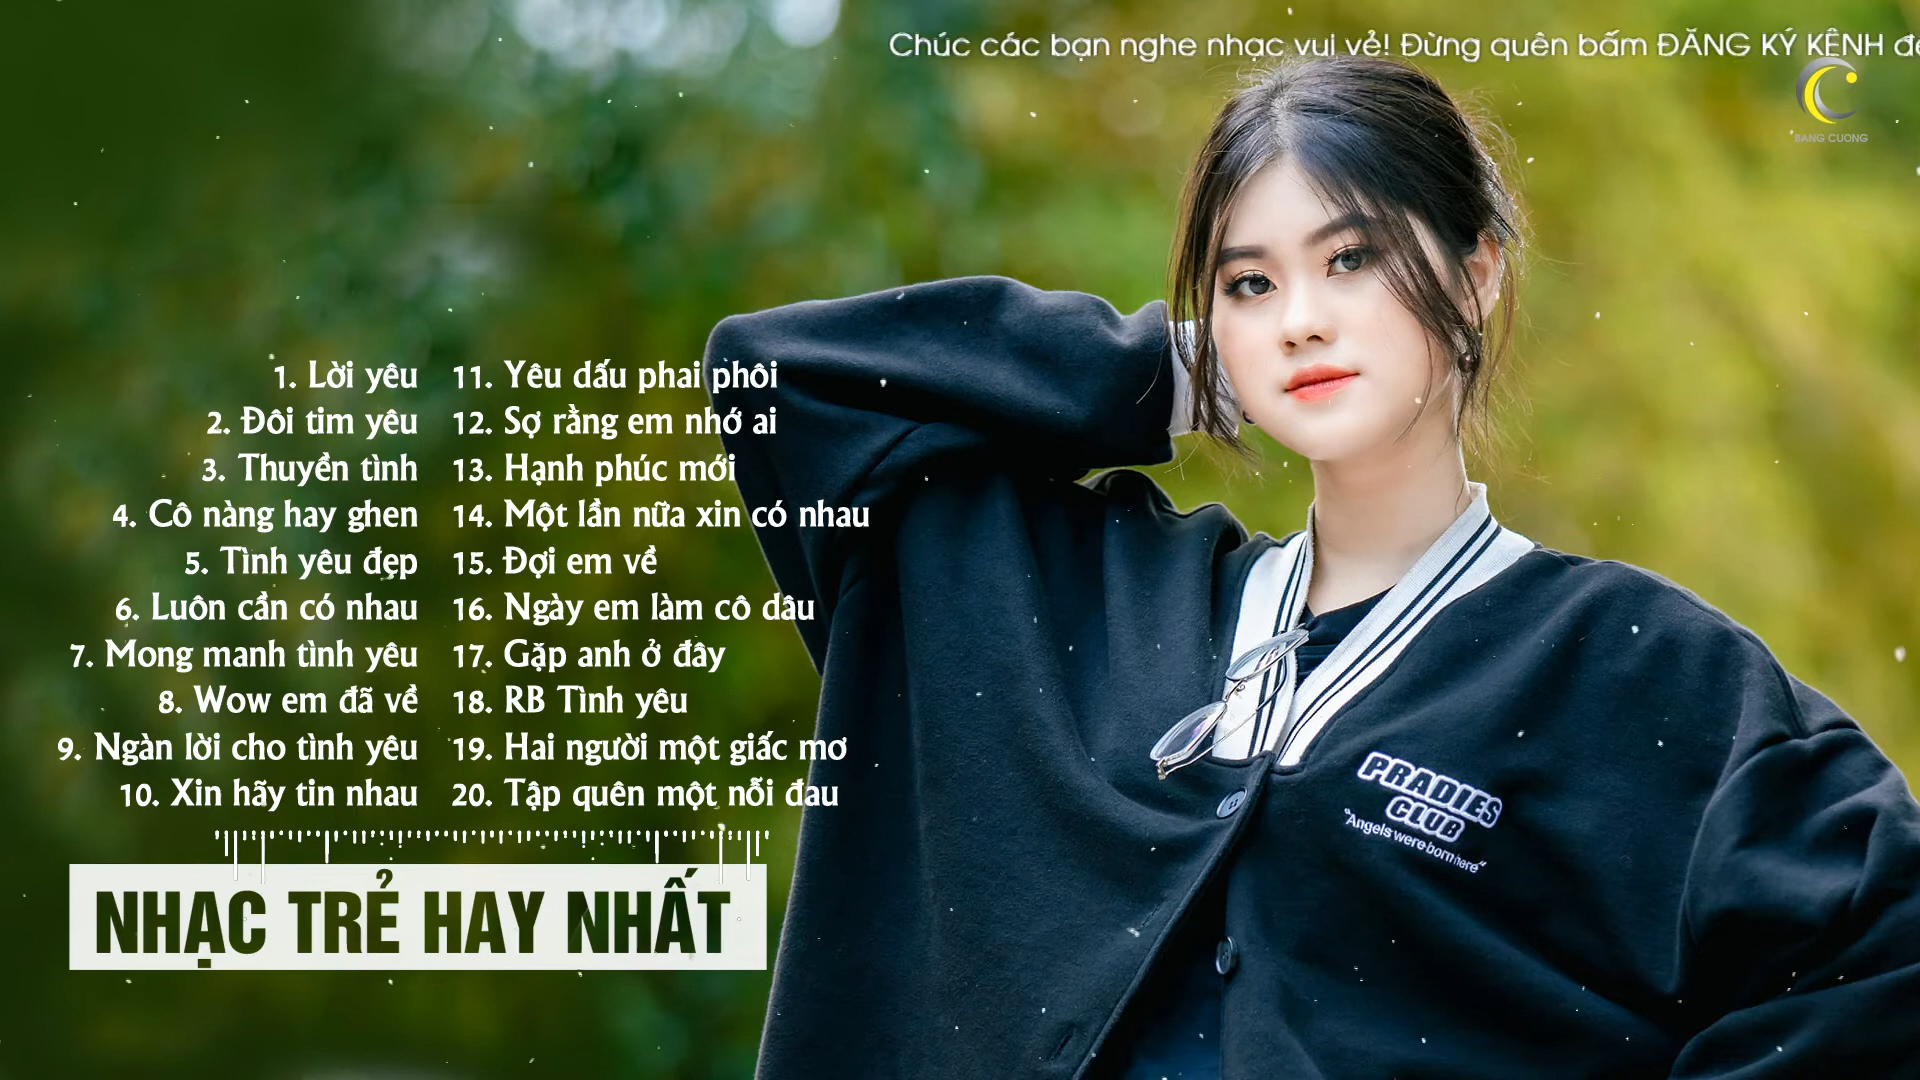 Chúc các bạn nghe nhạc vui vẻ! Đừng quên bấm ĐĂNG KÝ KÊNH để
BANG CUONG
1. Lời yêu
2. Đôi tim yêu
3. Thuyền tình
4. Cô nàng hay ghen
5. Tình yêu đẹp
6. Luôn cần có nhau
7. Mong manh tình yêu
8. Wow em đã về
9. Ngàn lời cho tình yêu
10. Xin hãy tin nhau
11. Yêu dấu phai phôi
12. Sợ rằng em nhớ ai
13. Hạnh phúc mới
14. Một lần nữa xin có nhau
15. Đợi em về
16. Ngày em làm cô dâu
17. Gặp anh ở đây
18. RB Tình yêu
19. Hai người một giấc mơ
20. Tập quên một nỗi đau
NHẠC TRẺ HAY NHẤT
PRADIES
CLUB
"Angels were born here"